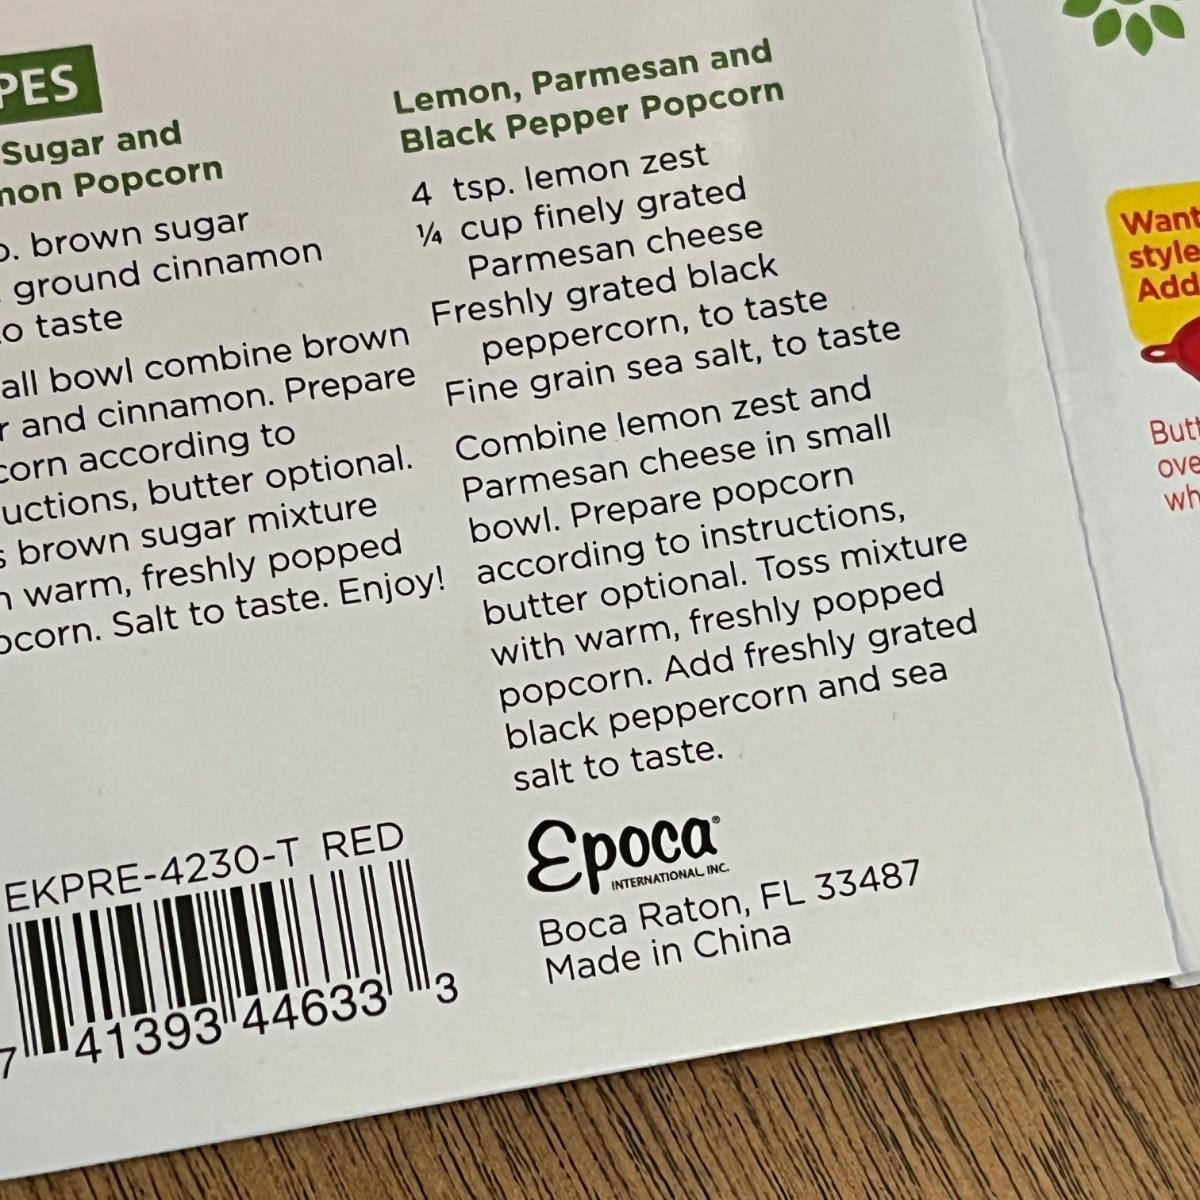 PES
Sugar and
non Popcorn
. brown sugar
ground cinnamon
o taste
all bowl combine brown
r and cinnamon. Prepare
corn according to
uctions, butter optional.
s brown sugar mixture
warm, freshly popped
ocorn. Salt to taste. Enjoy!
Lemon, Parmesan and
Black Pepper Popcorn
4 tsp. lemon zest
¼ cup finely grated
Parmesan cheese
Freshly grated black
peppercorn, to taste
Fine grain sea salt, to taste
Combine lemon zest and
Parmesan cheese in small
bowl. Prepare popcorn
according to instructions,
butter optional. Toss mixture
with warm, freshly popped
popcorn. Add freshly grated
black peppercorn and sea
salt to taste.
EKPRE-4230-T RED
7 41393 44633 3
Epoca®
INTERNATIONAL, INC.
Boca Raton, FL 33487
Made in China
Want
style
Add
Butt
ove
wh